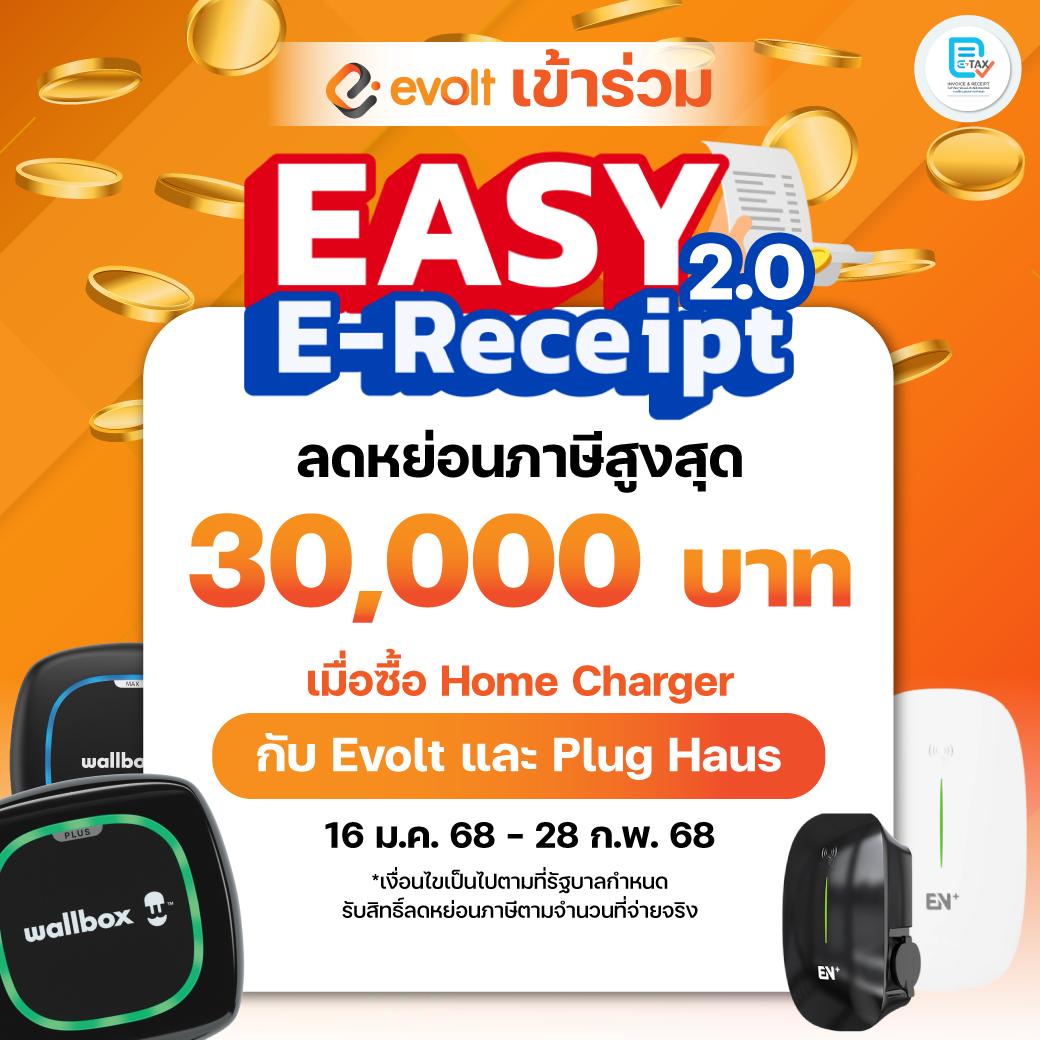 evolt เข้าร่วม
E-TAX
INVOICE & RECEIPT
EASY
2.0
E-Receipt
ลดหย่อนภาษีสูงสุด
30,000 บาท
เมื่อซื้อ Home Charger
กับ Evolt และ Plug Haus
16 ม.ค. 68 - 28 ก.พ. 68
*เงื่อนไขเป็นไปตามที่รัฐบาลกำหนด
รับสิทธิ์ลดหย่อนภาษีตามจำนวนที่จ่ายจริง
MAX
wallbo
PLUS
wallbox ™
EN+
EN+